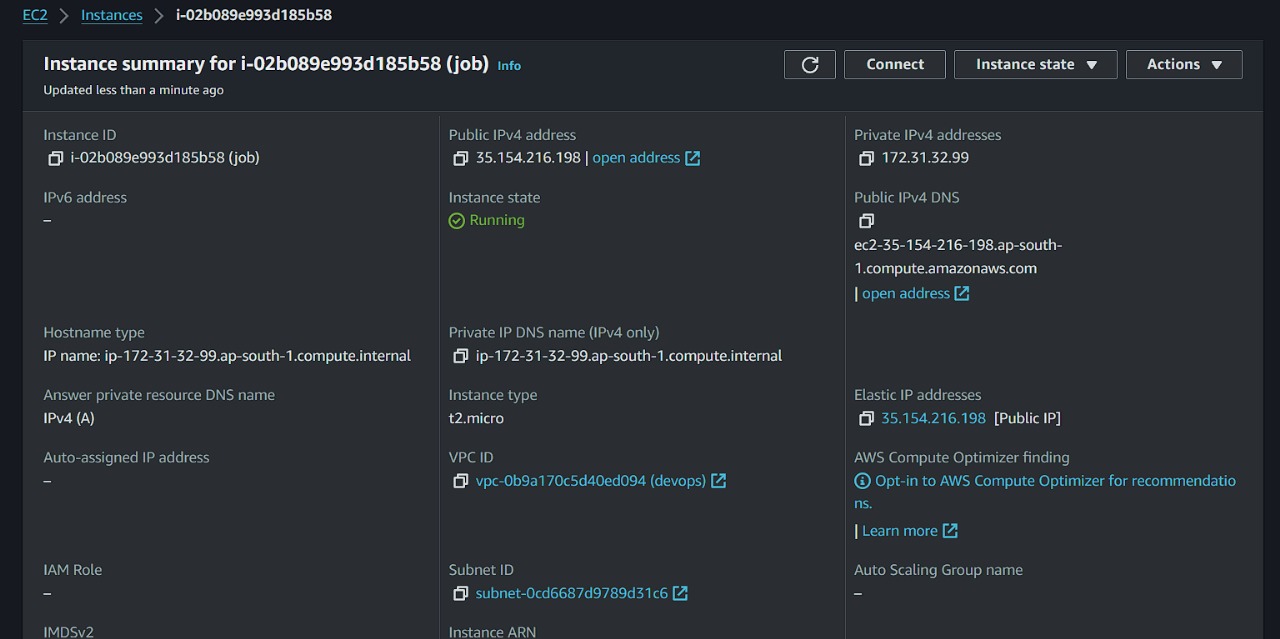 EC2 > Instances > i-02b089e993d185b58
Instance summary for i-02b089e993d185b58 (job) Info
Updated less than a minute ago
Connect
Instance state
Actions
Instance ID
i-02b089e993d185b58 (job)
Public IPv4 address
35.154.216.198 | open address
Private IPv4 addresses
172.31.32.99
IPv6 address
–
Instance state
Running
Public IPv4 DNS
ec2-35-154-216-198.ap-south-
1.compute.amazonaws.com
| open address
Hostname type
IP name: ip-172-31-32-99.ap-south-1.compute.internal
Private IP DNS name (IPv4 only)
ip-172-31-32-99.ap-south-1.compute.internal
Answer private resource DNS name
IPv4 (A)
Instance type
t2.micro
Elastic IP addresses
35.154.216.198 [Public IP]
Auto-assigned IP address
–
VPC ID
vpc-0b9a170c5d40ed094 (devops)
AWS Compute Optimizer finding
Opt-in to AWS Compute Optimizer for recommendatio
ns.
| Learn more
IAM Role
–
Subnet ID
subnet-0cd6687d9789d31c6
Auto Scaling Group name
–
IMDSv2
Instance ARN